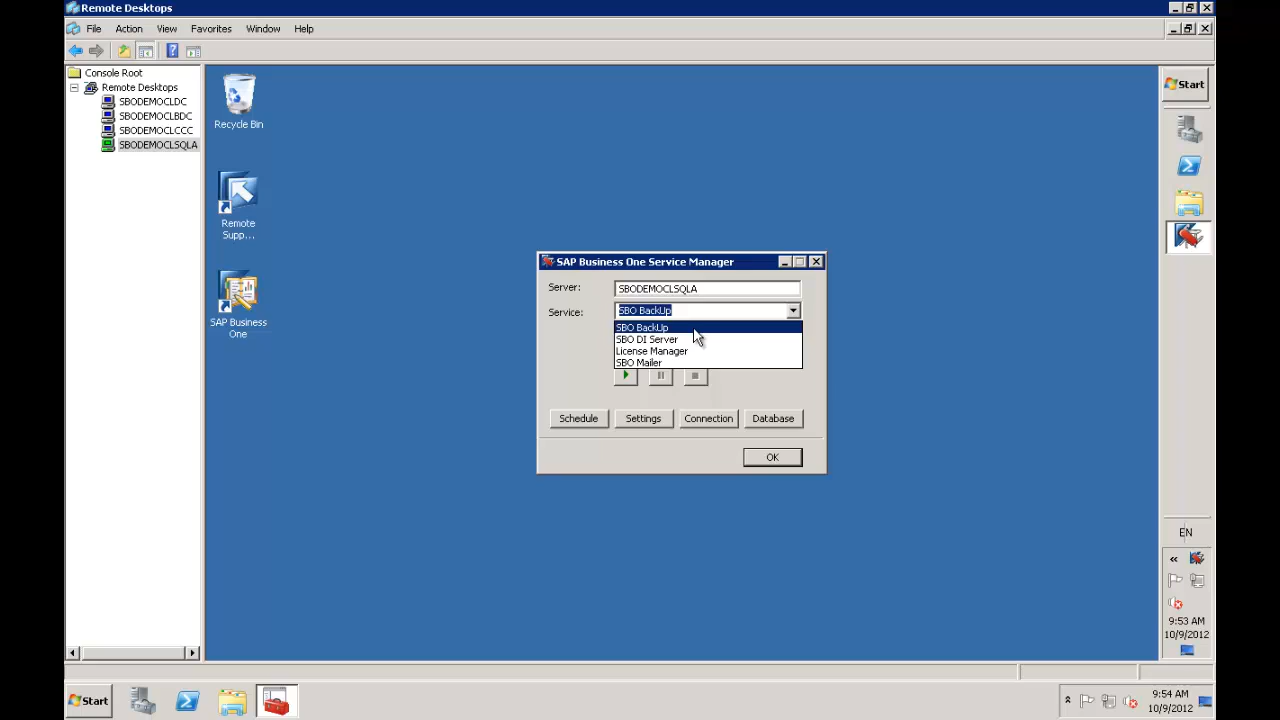 Remote Desktops
File Action View Favorites Window Help
Console Root
Remote Desktops
SBODEMOCLDC
SBODEMOCLBDC
SBODEMOCLCCC
SBODEMOCLSQLA
Recycle Bin
Remote
Supp...
SAP Business
One
SAP Business One Service Manager
Server: SBODEMOCLSQLA
Service: SBO BackUp
SBO BackUp
SBO DI Server
License Manager
SBO Mailer
Schedule Settings Connection Database
OK
Start
EN
9:53 AM
10/9/2012
Start
9:54 AM
10/9/2012